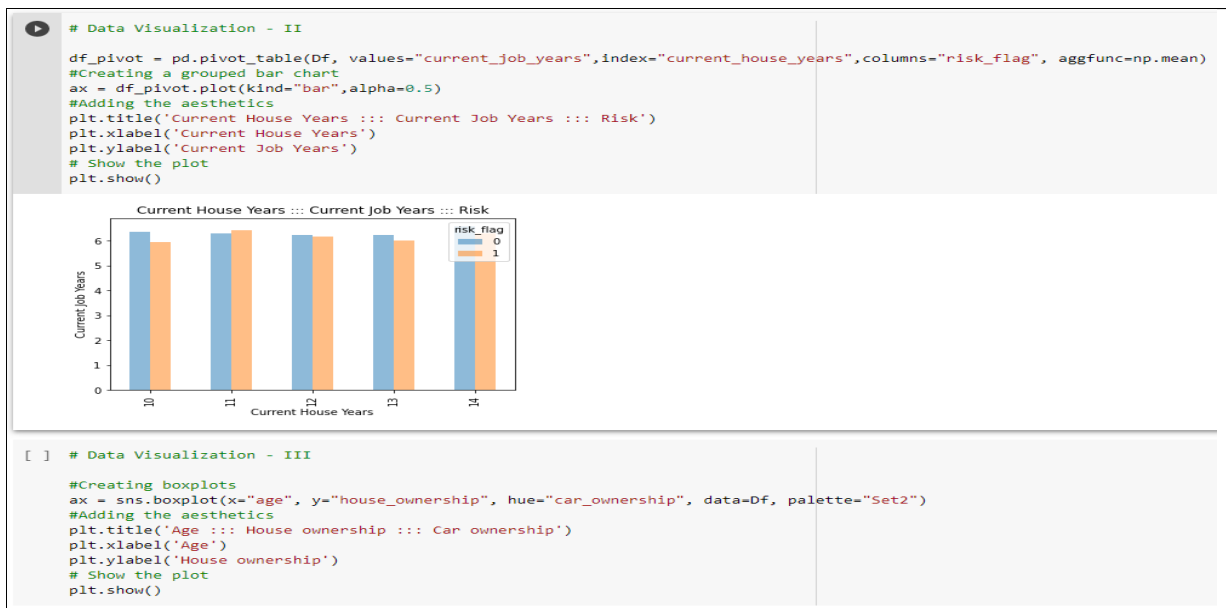 # Data Visualization - II
df_pivot = pd.pivot_table(Df, values="current_job_years",index="current_house_years",columns="risk_flag", aggfunc=np.mean)
#Creating a grouped bar chart
ax = df_pivot.plot(kind="bar",alpha=0.5)
#Adding the aesthetics
plt.title('Current House Years ::: Current Job Years ::: Risk')
plt.xlabel('Current House Years')
plt.ylabel('Current Job Years')
# Show the plot
plt.show()
Current House Years ::: Current Job Years ::: Risk
risk_flag
0
1
6
5
4
3
2
1
0
Current Job Years
10 11 12 13 14
Current House Years
[ ] # Data Visualization - III
#Creating boxplots
ax = sns.boxplot(x="age", y="house_ownership", hue="car_ownership", data=Df, palette="Set2")
#Adding the aesthetics
plt.title('Age ::: House ownership ::: Car ownership')
plt.xlabel('Age')
plt.ylabel('House ownership')
# Show the plot
plt.show()